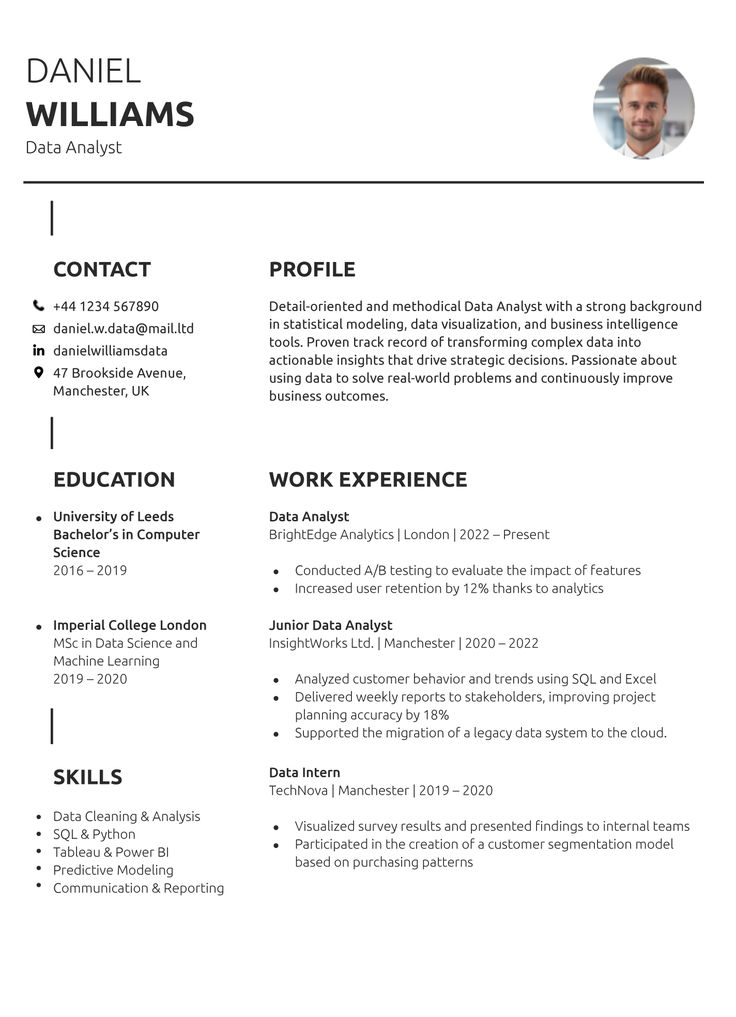 DANIEL
WILLIAMS
Data Analyst
CONTACT
+44 1234 567890
daniel.w.data@mail.ltd
danielwilliamsdata
47 Brookside Avenue,
Manchester, UK
EDUCATION
University of Leeds
Bachelor’s in Computer
Science
2016 – 2019
Imperial College London
MSc in Data Science and
Machine Learning
2019 – 2020
SKILLS
Data Cleaning & Analysis
SQL & Python
Tableau & Power BI
Predictive Modeling
Communication & Reporting
PROFILE
Detail-oriented and methodical Data Analyst with a strong background
in statistical modeling, data visualization, and business intelligence
tools. Proven track record of transforming complex data into
actionable insights that drive strategic decisions. Passionate about
using data to solve real-world problems and continuously improve
business outcomes.
WORK EXPERIENCE
Data Analyst
BrightEdge Analytics | London | 2022 – Present
Conducted A/B testing to evaluate the impact of features
Increased user retention by 12% thanks to analytics
Junior Data Analyst
InsightWorks Ltd. | Manchester | 2020 – 2022
Analyzed customer behavior and trends using SQL and Excel
Delivered weekly reports to stakeholders, improving project
planning accuracy by 18%
Supported the migration of a legacy data system to the cloud.
Data Intern
TechNova | Manchester | 2019 – 2020
Visualized survey results and presented findings to internal teams
Participated in the creation of a customer segmentation model
based on purchasing patterns